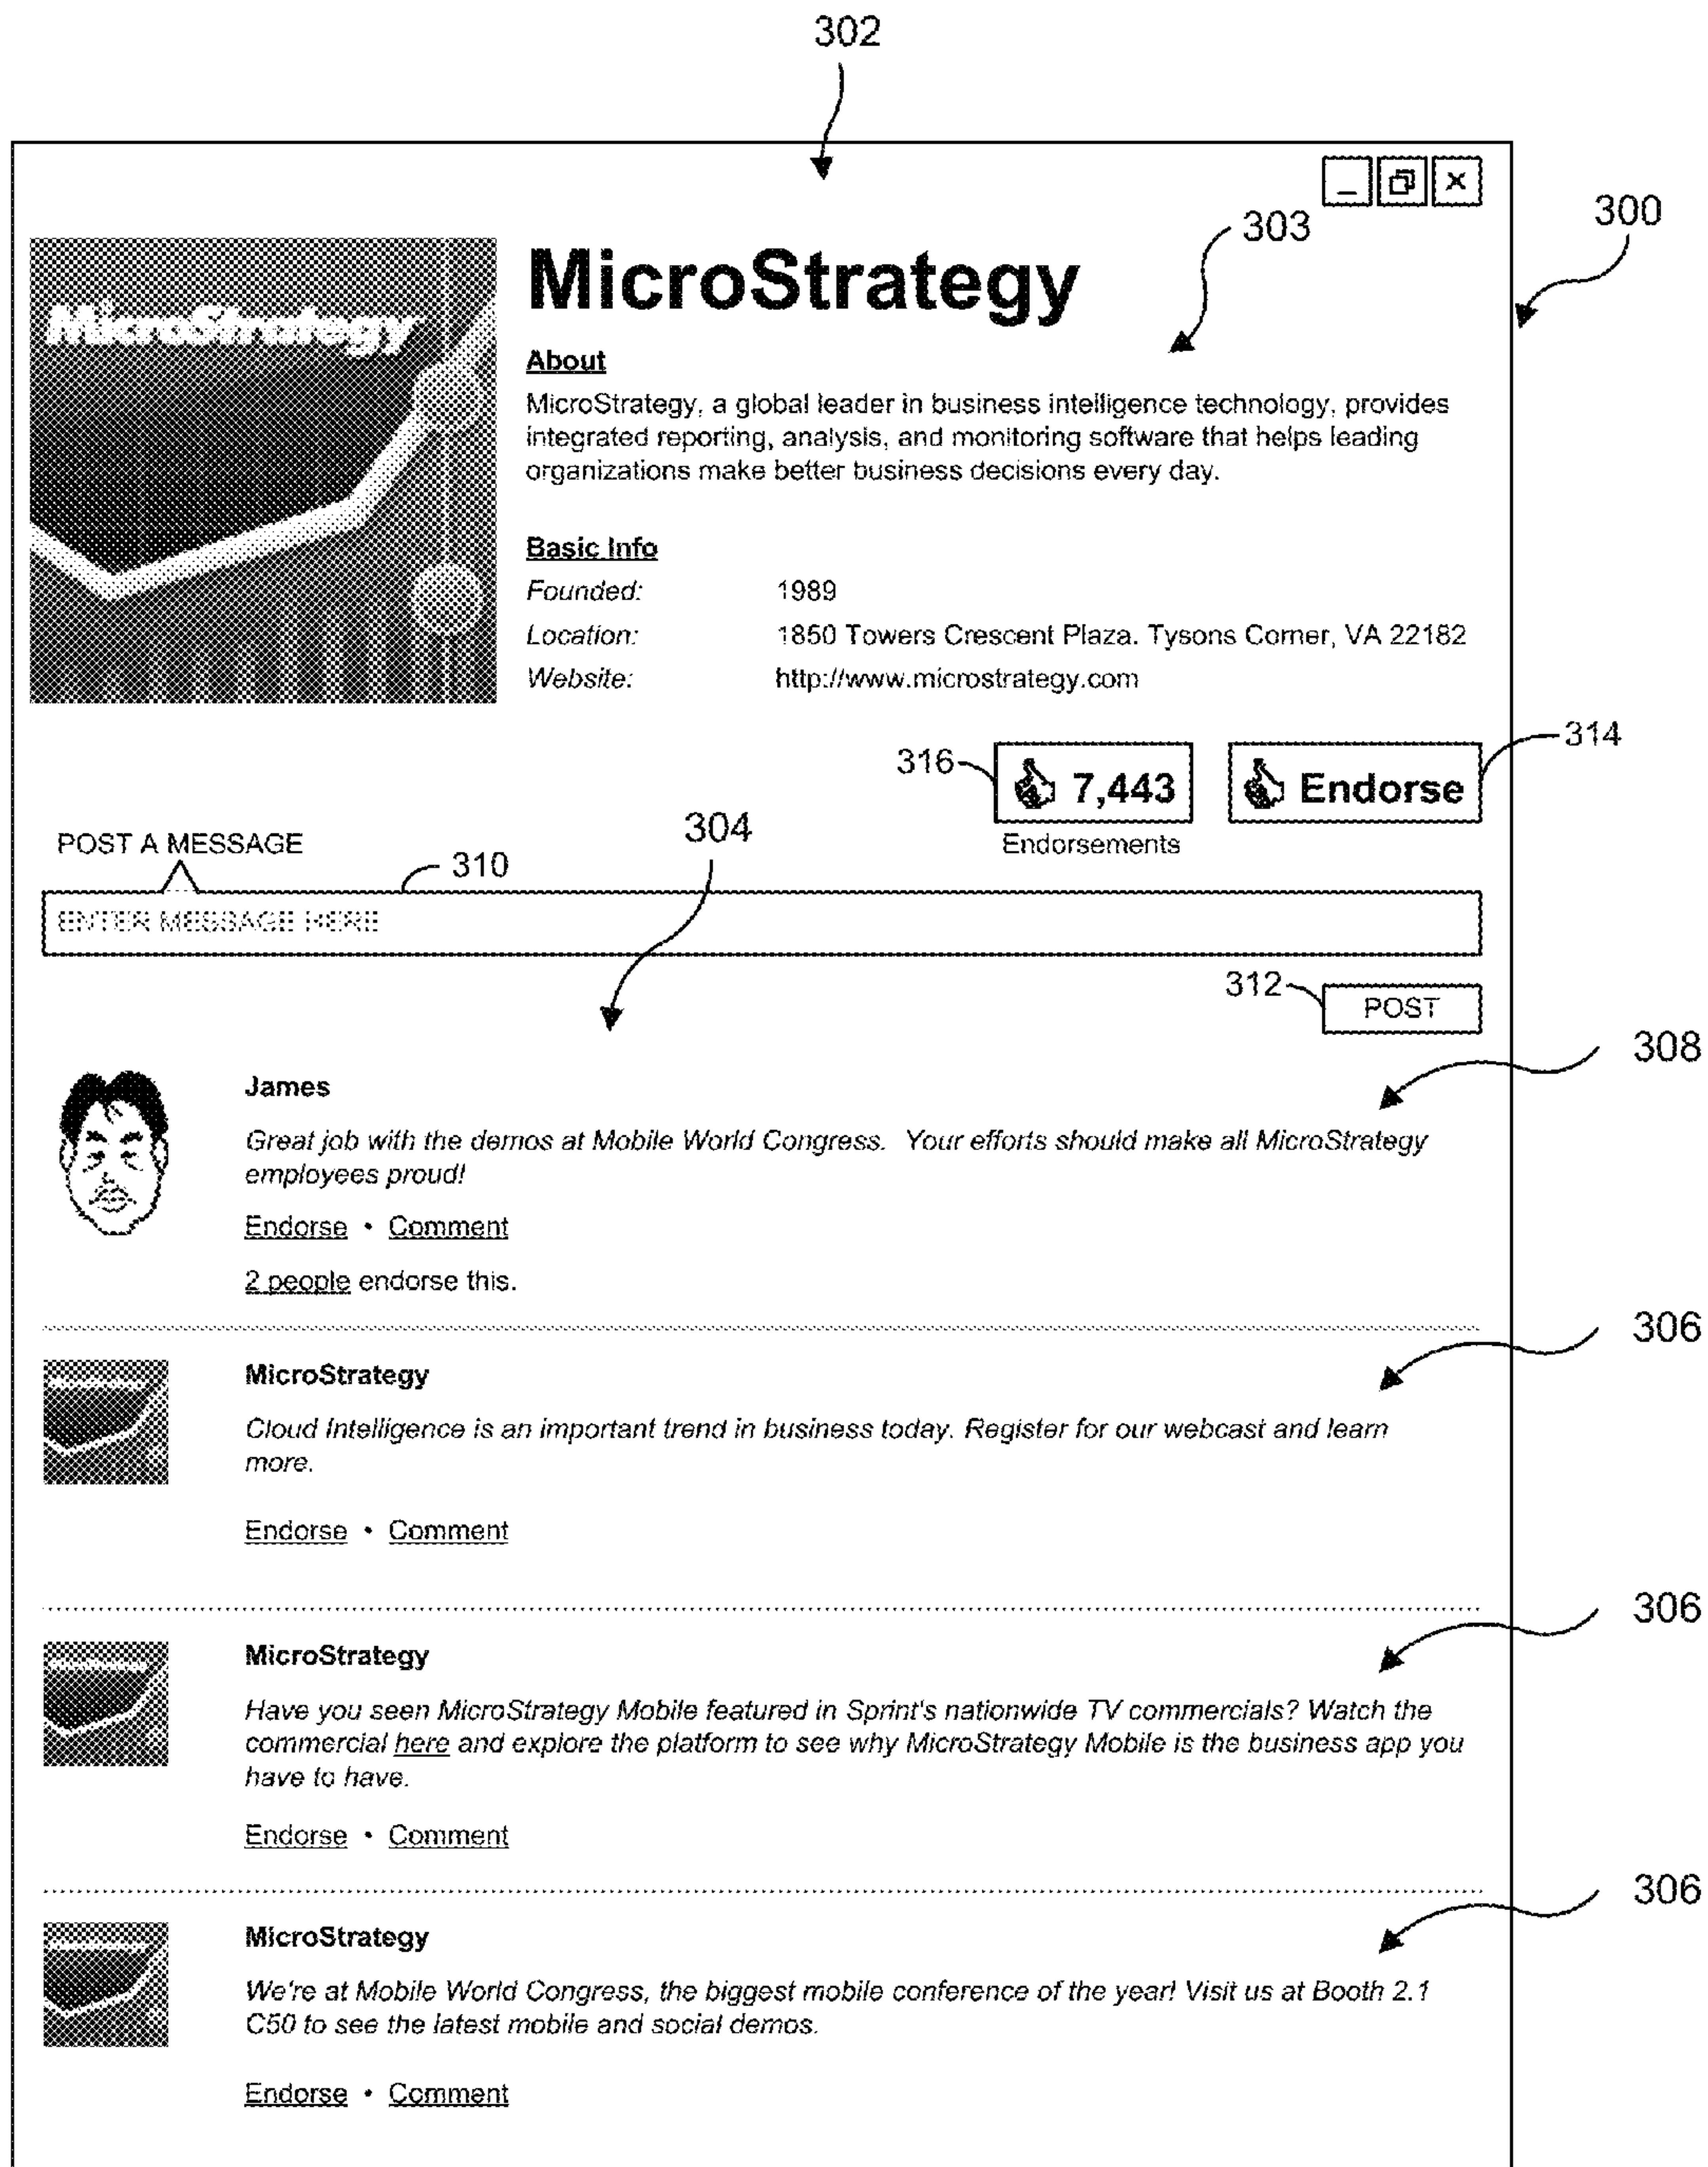 302
300
303
MicroStrategy
MicroStrategy
About
MicroStrategy, a global leader in business intelligence technology, provides
integrated reporting, analysis, and monitoring software that helps leading
organizations make better business decisions every day.
Basic Info
Founded: 1989
Location: 1850 Towers Crescent Plaza. Tysons Corner, VA 22182
Website: http://www.microstrategy.com
316
7,443
Endorse
314
Endorsements
POST A MESSAGE
310
304
ENTER MESSAGE HERE
312
POST
308
James
Great job with the demos at Mobile World Congress. Your efforts should make all MicroStrategy
employees proud!
Endorse • Comment
2 people endorse this.
306
MicroStrategy
Cloud Intelligence is an important trend in business today. Register for our webcast and learn
more.
Endorse • Comment
306
MicroStrategy
Have you seen MicroStrategy Mobile featured in Sprint's nationwide TV commercials? Watch the
commercial here and explore the platform to see why MicroStrategy Mobile is the business app you
have to have.
Endorse • Comment
306
MicroStrategy
We're at Mobile World Congress, the biggest mobile conference of the year! Visit us at Booth 2.1
C50 to see the latest mobile and social demos.
Endorse • Comment